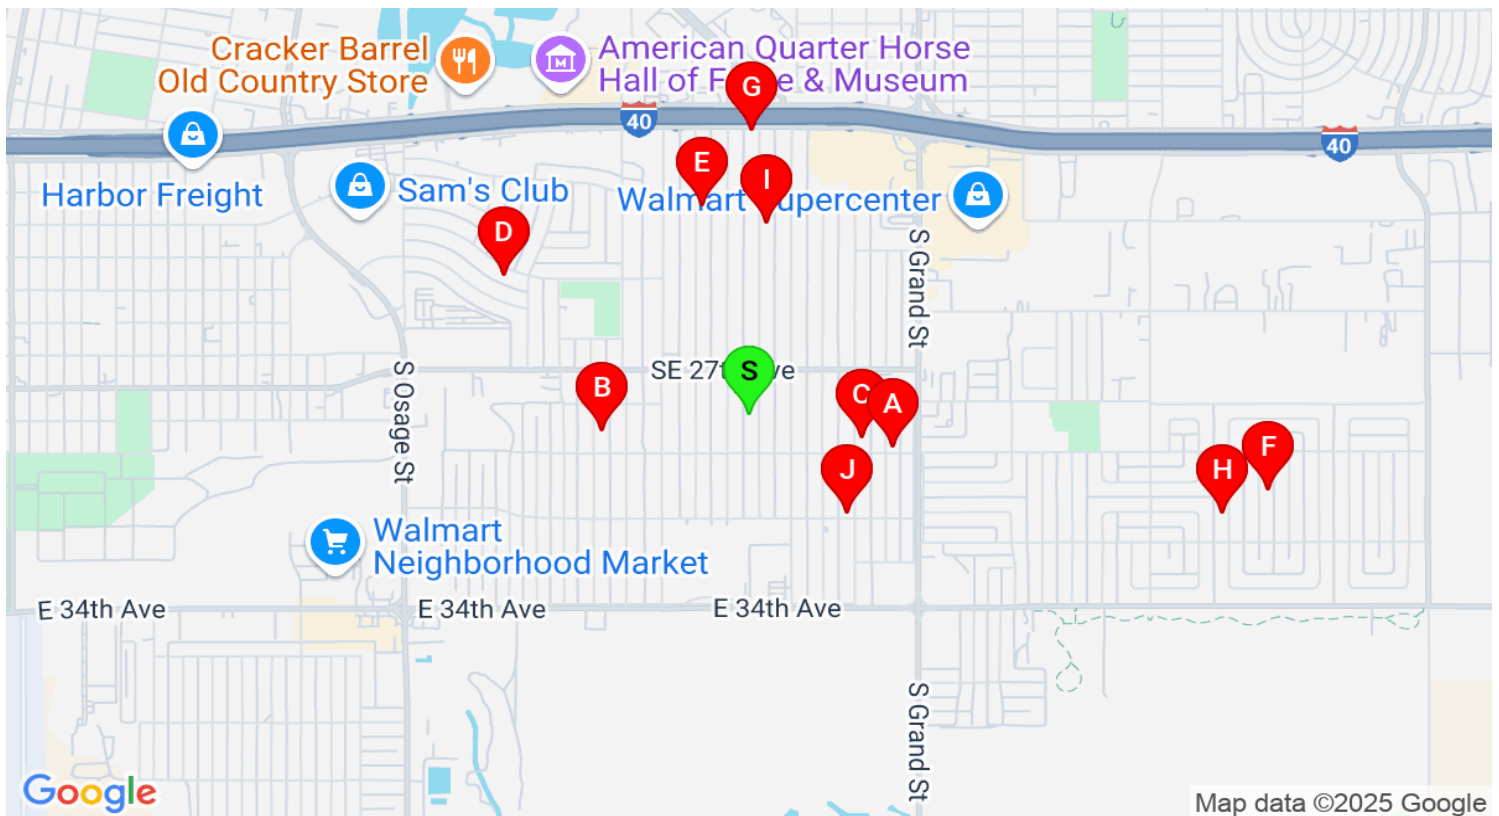 Cracker Barrel
Old Country Store
American Quarter Horse
Hall of F e & Museum
G
40
40
Harbor Freight
Sam's Club
E
I
Walmart upercenter
D
S Grand St
S Osage St
SE 27t ve
S
B
C
A
J
H
F
Walmart
Neighborhood Market
E 34th Ave
E 34th Ave
E 34th Ave
S Grand St
Google
Map data ©2025 Google